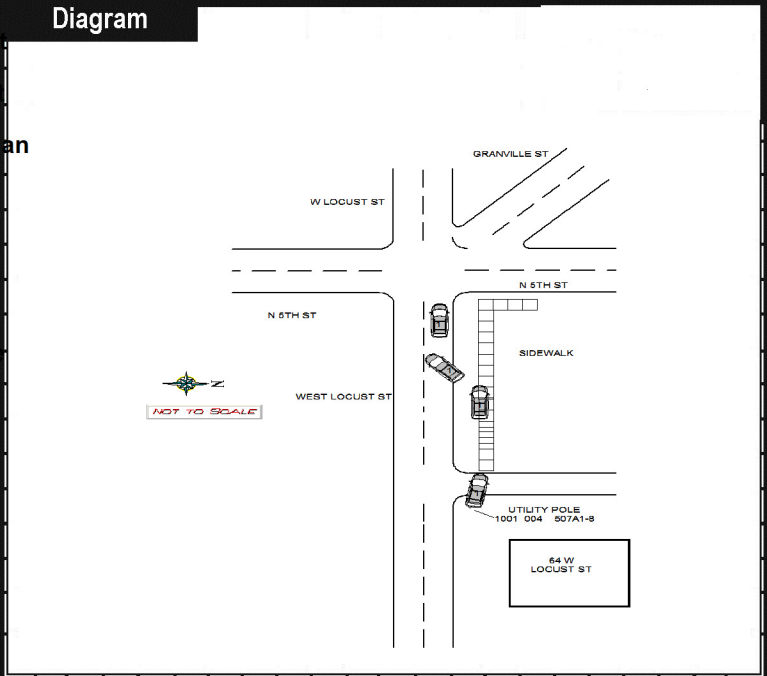 Diagram
an
GRANVILLE ST
W LOCUST ST
N 5TH ST
N 5TH ST
SIDEWALK
N
WEST LOCUST ST
NOT TO SCALE
UTILITY POLE
1001 004 507A1-8
64 W
LOCUST ST